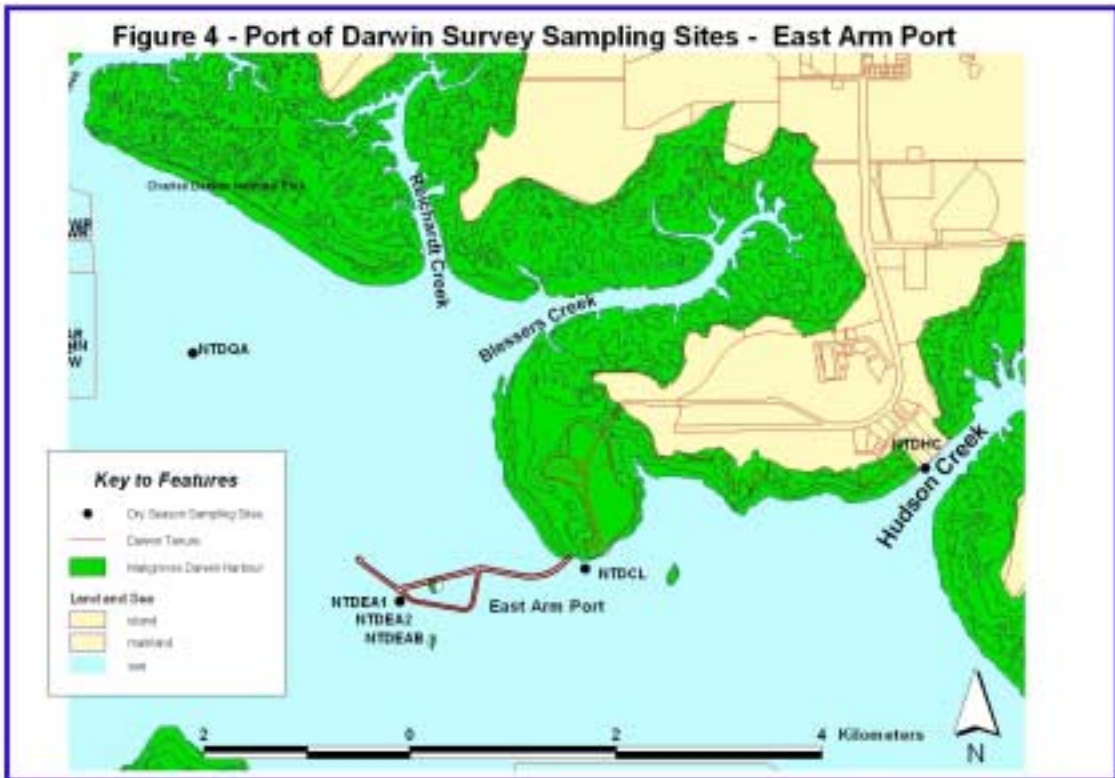 Figure 4 - Port of Darwin Survey Sampling Sites - East Arm Port
Charles Darwin National Park
Reichardt Creek
Blessers Creek
NTDQA
NTDHC
Hudson Creek
Key to Features
Dry Season Sampling Sites
Darwin Tenure
Mangroves Darwin Harbour
Land and Sea
island
mainland
sea
NTDCL
NTDEA1
East Arm Port
NTDEA2
NTDEAB
2 0 2 4 Kilometers
N